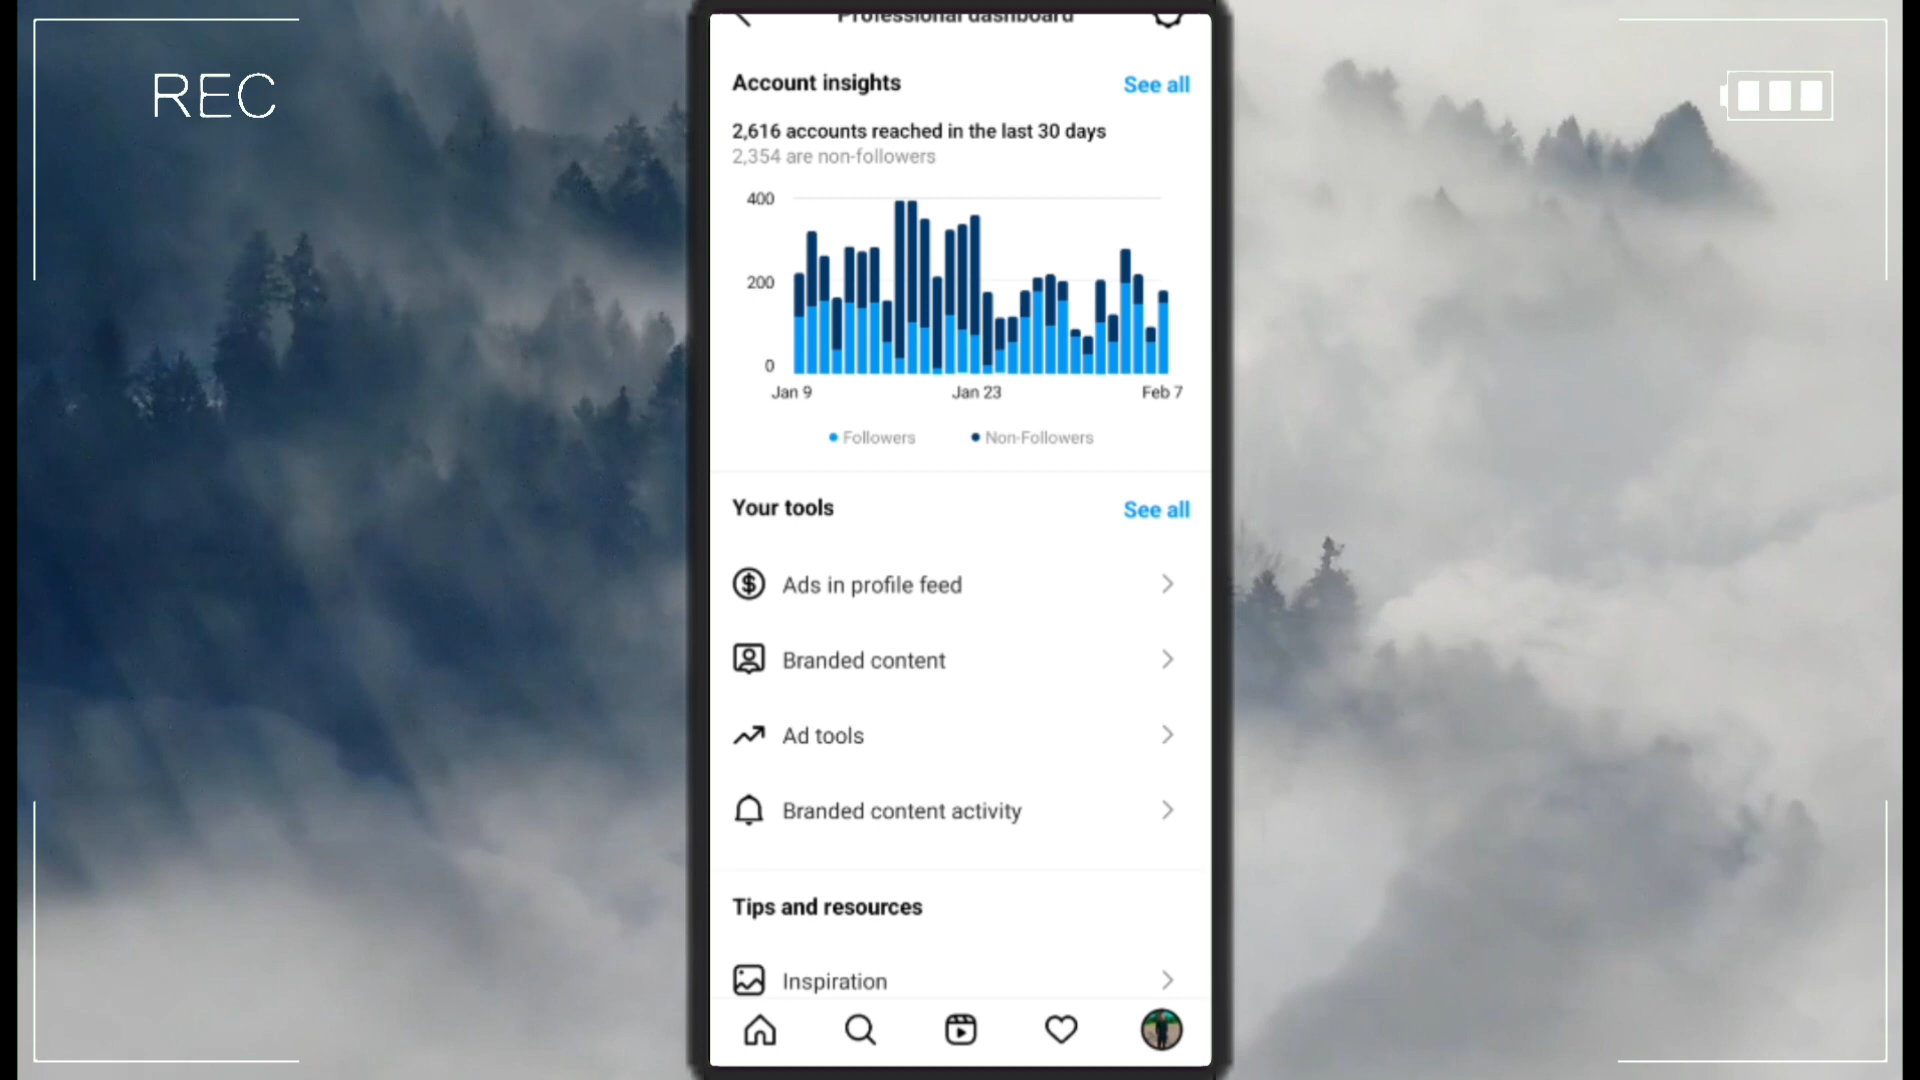 REC
Professional dashboard
Account insights
See all
2,616 accounts reached in the last 30 days
2,354 are non-followers
400
200
0
Jan 9
Jan 23
Feb 7
Followers
Non-Followers
Your tools
See all
Ads in profile feed
Branded content
Ad tools
Branded content activity
Tips and resources
Inspiration